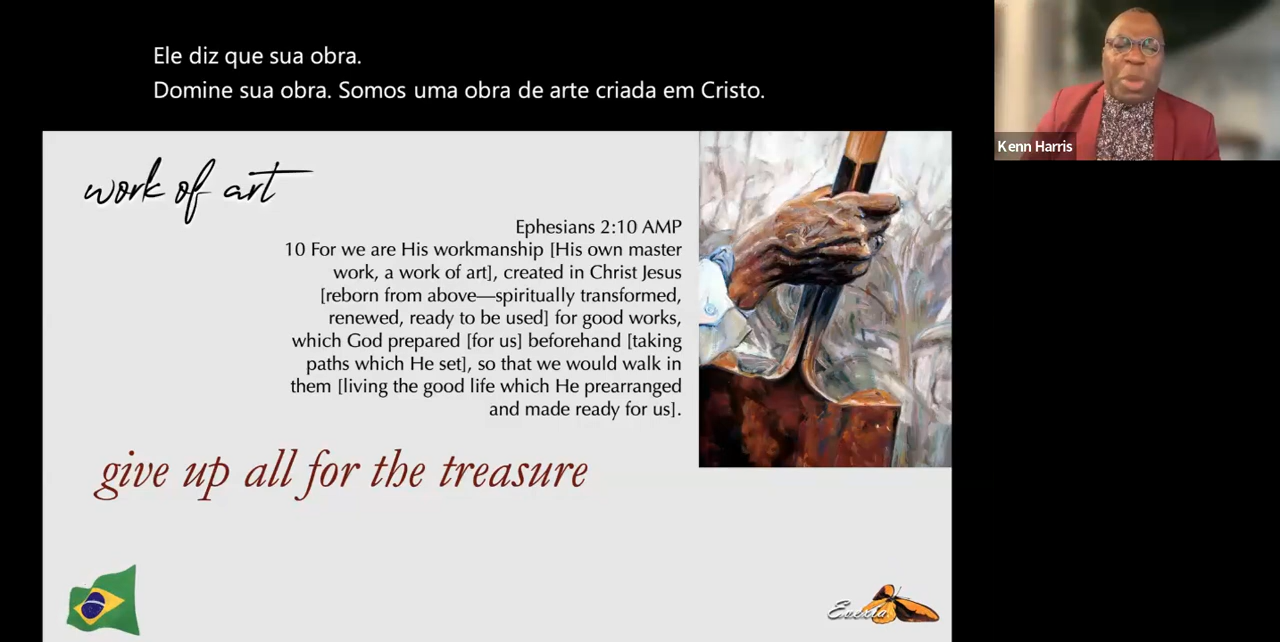 Ele diz que sua obra.
Domine sua obra. Somos uma obra de arte criada em Cristo.
Kenn Harris
work of art
Ephesians 2:10 AMP
10 For we are His workmanship [His own master
work, a work of art], created in Christ Jesus
[reborn from above—spiritually transformed,
renewed, ready to be used] for good works,
which God prepared [for us] beforehand [taking
paths which He set], so that we would walk in
them [living the good life which He prearranged
and made ready for us].
give up all for the treasure